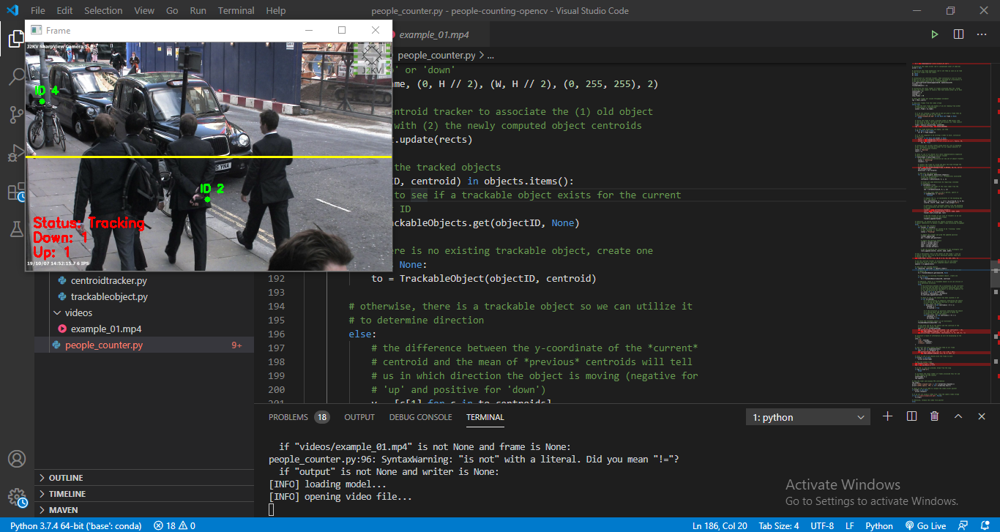 File Edit Selection View Go Run Terminal Help
people_counter.py - people-counting-opencv - Visual Studio Code
Frame
example_01.mp4
people_counter.py > ...
J2KV
ID 4
ID 2
Status: Tracking
Down: 1
Up: 1
19/10/07 14:52:15.7 6 IPS
' or 'down'
me, (0, H // 2), (W, H // 2), (0, 255, 255), 2)
entroid tracker to associate the (1) old object
with (2) the newly computed object centroids
.update(rects)
the tracked objects
D, centroid) in objects.items():
to see if a trackable object exists for the current
ID
ackableObjects.get(objectID, None)
ere is no existing trackable object, create one
None:
192 to = TrackableObject(objectID, centroid)
193
194 # otherwise, there is a trackable object so we can utilize it
195 # to determine direction
196 else:
197 # the difference between the y-coordinate of the *current*
198 # centroid and the mean of *previous* centroids will tell
199 # us in which direction the object is moving (negative for
200 # 'up' and positive for 'down')
201 y = [c[1] for c in to.centroids]
centroidtracker.py
trackableobject.py
videos
example_01.mp4
people_counter.py 9+
OUTLINE
TIMELINE
MAVEN
PROBLEMS 18 OUTPUT DEBUG CONSOLE TERMINAL
1: python
if "videos/example_01.mp4" is not None and frame is None:
people_counter.py:96: SyntaxWarning: "is not" with a literal. Did you mean "!="?
if "output" is not None and writer is None:
[INFO] loading model...
[INFO] opening video file...
Activate Windows
Go to Settings to activate Windows.
Python 3.7.4 64-bit ('base': conda) 18 0
Ln 186, Col 20 Tab Size: 4 UTF-8 LF Python Go Live